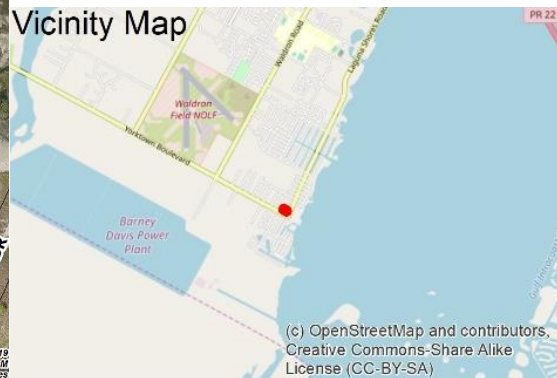 Vicinity Map
PR 22
Waldron Road
Laguna Shores Road
Waldron
Field NOLF
Yorktown Boulevard
Barney
Davis Power
Plant
(c) OpenStreetMap and contributors,
Creative Commons-Share Alike
License (CC-BY-SA)